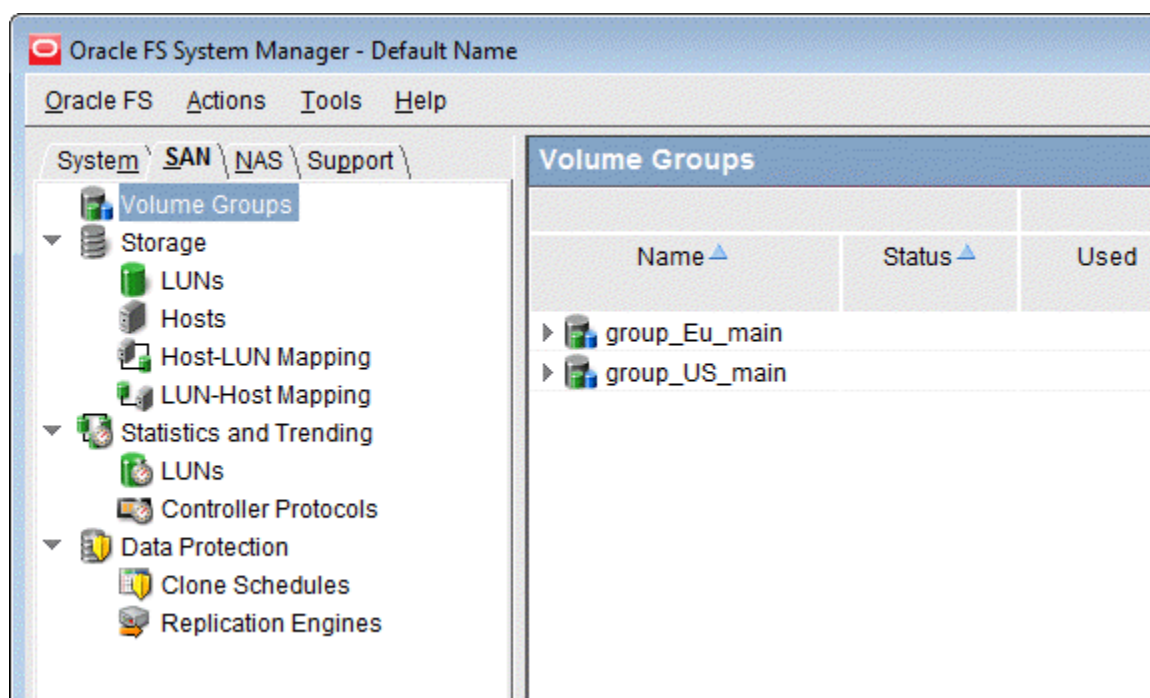 Oracle FS System Manager - Default Name
Oracle FS Actions Tools Help
System SAN NAS Support
Volume Groups
Storage
LUNs
Hosts
Host-LUN Mapping
LUN-Host Mapping
Statistics and Trending
LUNs
Controller Protocols
Data Protection
Clone Schedules
Replication Engines
Volume Groups
Name Status Used
group_Eu_main
group_US_main